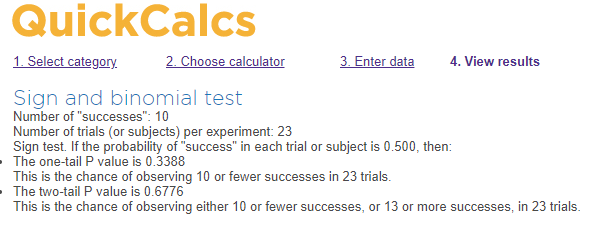 QuickCalcs
1. Select category 2. Choose calculator 3. Enter data 4. View results
Sign and binomial test
Number of "successes": 10
Number of trials (or subjects) per experiment: 23
Sign test. If the probability of "success" in each trial or subject is 0.500, then:
• The one-tail P value is 0.3388
This is the chance of observing 10 or fewer successes in 23 trials.
• The two-tail P value is 0.6776
This is the chance of observing either 10 or fewer successes, or 13 or more successes, in 23 trials.